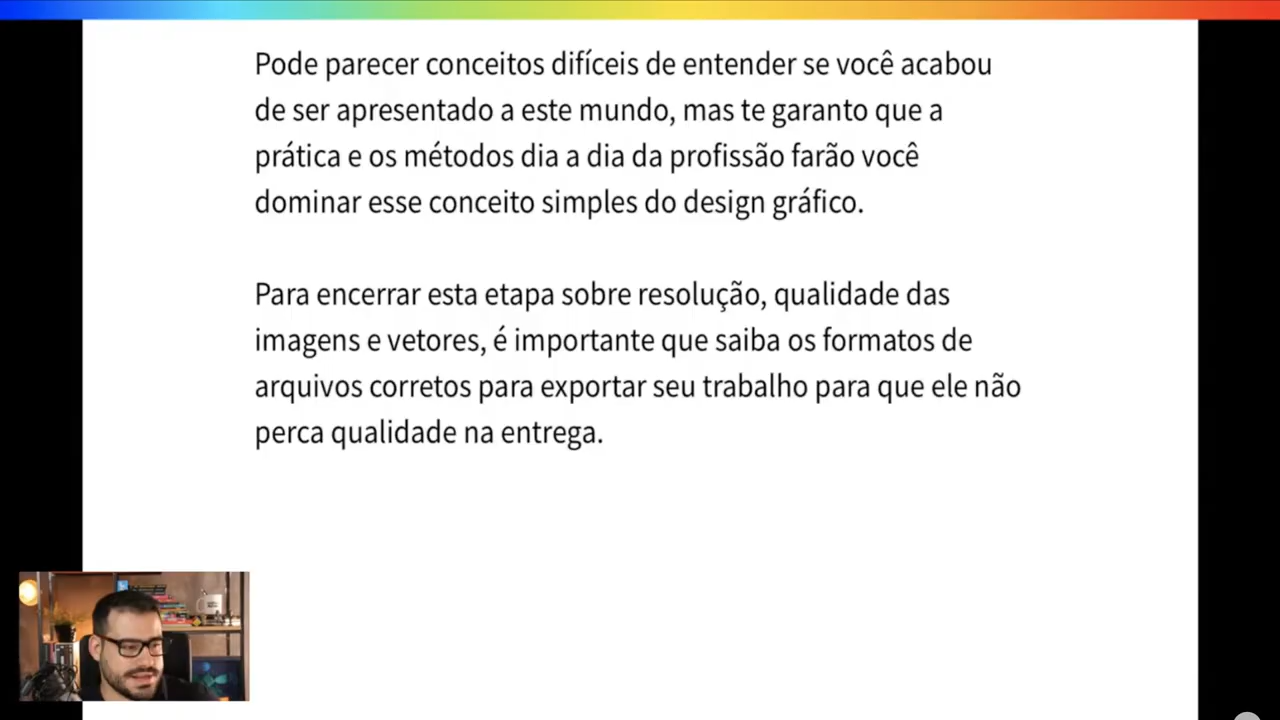 Pode parecer conceitos difíceis de entender se você acabou
de ser apresentado a este mundo, mas te garanto que a
prática e os métodos dia a dia da profissão farão você
dominar esse conceito simples do design gráfico.
Para encerrar esta etapa sobre resolução, qualidade das
imagens e vetores, é importante que saiba os formatos de
arquivos corretos para exportar seu trabalho para que ele não
perca qualidade na entrega.